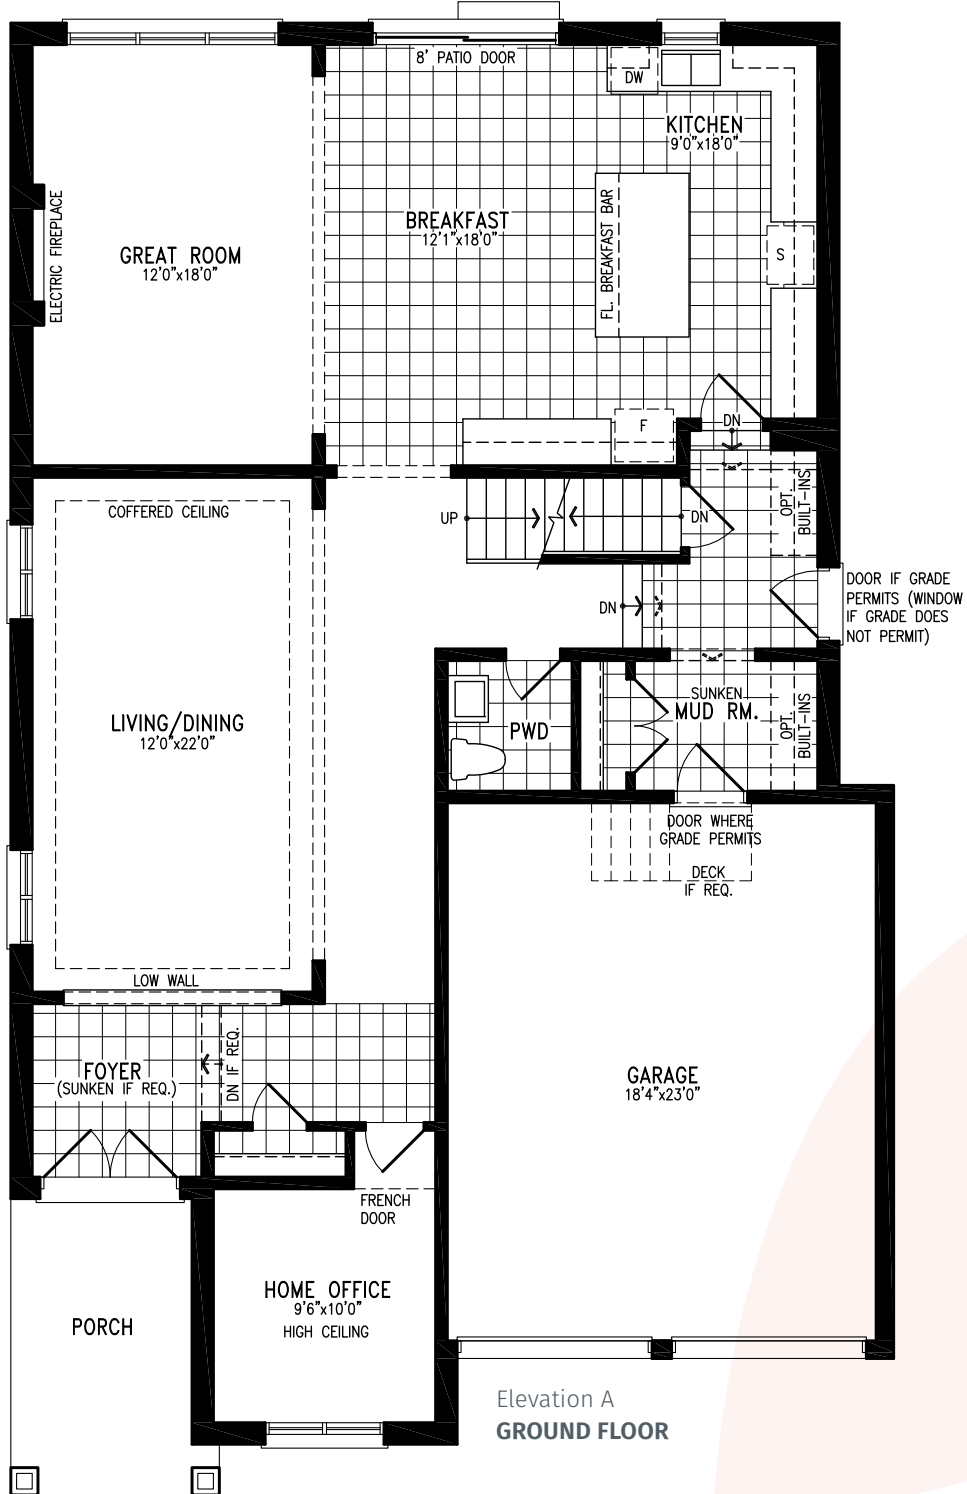 8' PATIO DOOR
DW
KITCHEN
9'0"x18'0"
ELECTRIC FIREPLACE
GREAT ROOM
12'0"x18'0"
BREAKFAST
12'1"x18'0"
FL. BREAKFAST BAR
S
F
DN
COFFERED CEILING
UP
DN
OPT.
BUILT-INS
DN
DOOR IF GRADE
PERMITS (WINDOW
IF GRADE DOES
NOT PERMIT)
LIVING/DINING
12'0"x22'0"
PWD
SUNKEN
MUD RM.
OPT.
BUILT-INS
DOOR WHERE
GRADE PERMITS
DECK
IF REQ.
LOW WALL
FOYER
(SUNKEN IF REQ.)
DN IF REQ.
GARAGE
18'4"x23'0"
FRENCH
DOOR
HOME OFFICE
9'6"x10'0"
HIGH CEILING
PORCH
Elevation A
GROUND FLOOR